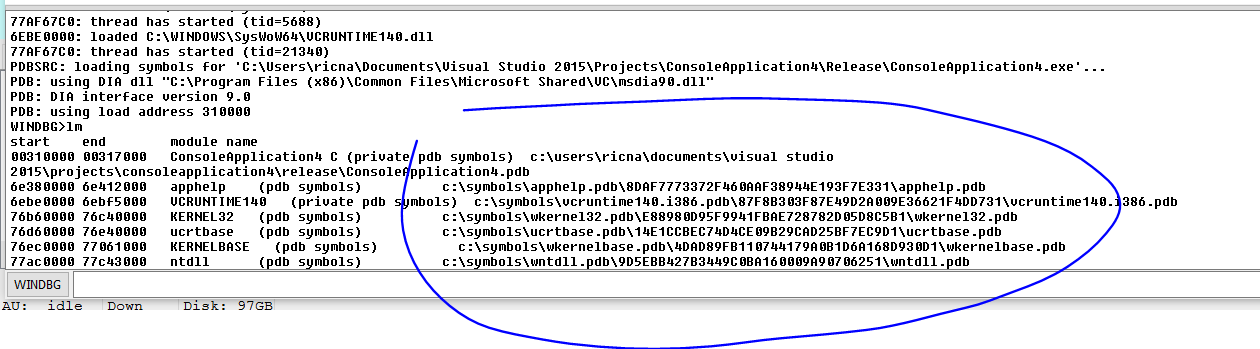 77AF67C0: thread has started (tid=5688)
6EBE0000: loaded C:\WINDOWS\SysWoW64\VCRUNTIME140.dll
77AF67C0: thread has started (tid=21340)
PDBSRC: loading symbols for 'C:\Users\ricna\Documents\Visual Studio 2015\Projects\ConsoleApplication4\Release\ConsoleApplication4.exe'...
PDB: using DIA dll "C:\Program Files (x86)\Common Files\Microsoft Shared\VC\msdia90.dll"
PDB: DIA interface version 9.0
PDB: using load address 310000
WINDBG>lm
start    end        module name
00310000 00317000   ConsoleApplication4 C (private pdb symbols)  c:\users\ricna\documents\visual studio
2015\projects\consoleapplication4\release\ConsoleApplication4.pdb
6e380000 6e412000   apphelp    (pdb symbols)          c:\symbols\apphelp.pdb\8DAF7773372F460AAF38944E193F7E331\apphelp.pdb
6ebe0000 6ebf5000   VCRUNTIME140   (private pdb symbols)  c:\symbols\vcruntime140.i386.pdb\87F8B303F87E49D2A009E36621F4DD731\vcruntime140.i386.pdb
76b60000 76c40000   KERNEL32   (pdb symbols)          c:\symbols\wkernel32.pdb\E88980D95F9941FBAE728782D05D8C5B1\wkernel32.pdb
76d60000 76e40000   ucrtbase   (pdb symbols)          c:\symbols\ucrtbase.pdb\14E1CCBEC74D4CE09B29CAD25BF7EC9D1\ucrtbase.pdb
76ec0000 77061000   KERNELBASE   (pdb symbols)          c:\symbols\wkernelbase.pdb\4DAD89FB110744179A0B1D6A168D930D1\wkernelbase.pdb
77ac0000 77c43000   ntdll      (pdb symbols)          c:\symbols\wntdll.pdb\9D5EBB427B3449C0BA160009A90706251\wntdll.pdb
WINDBG
AU:  idle   Down     Disk: 97GB